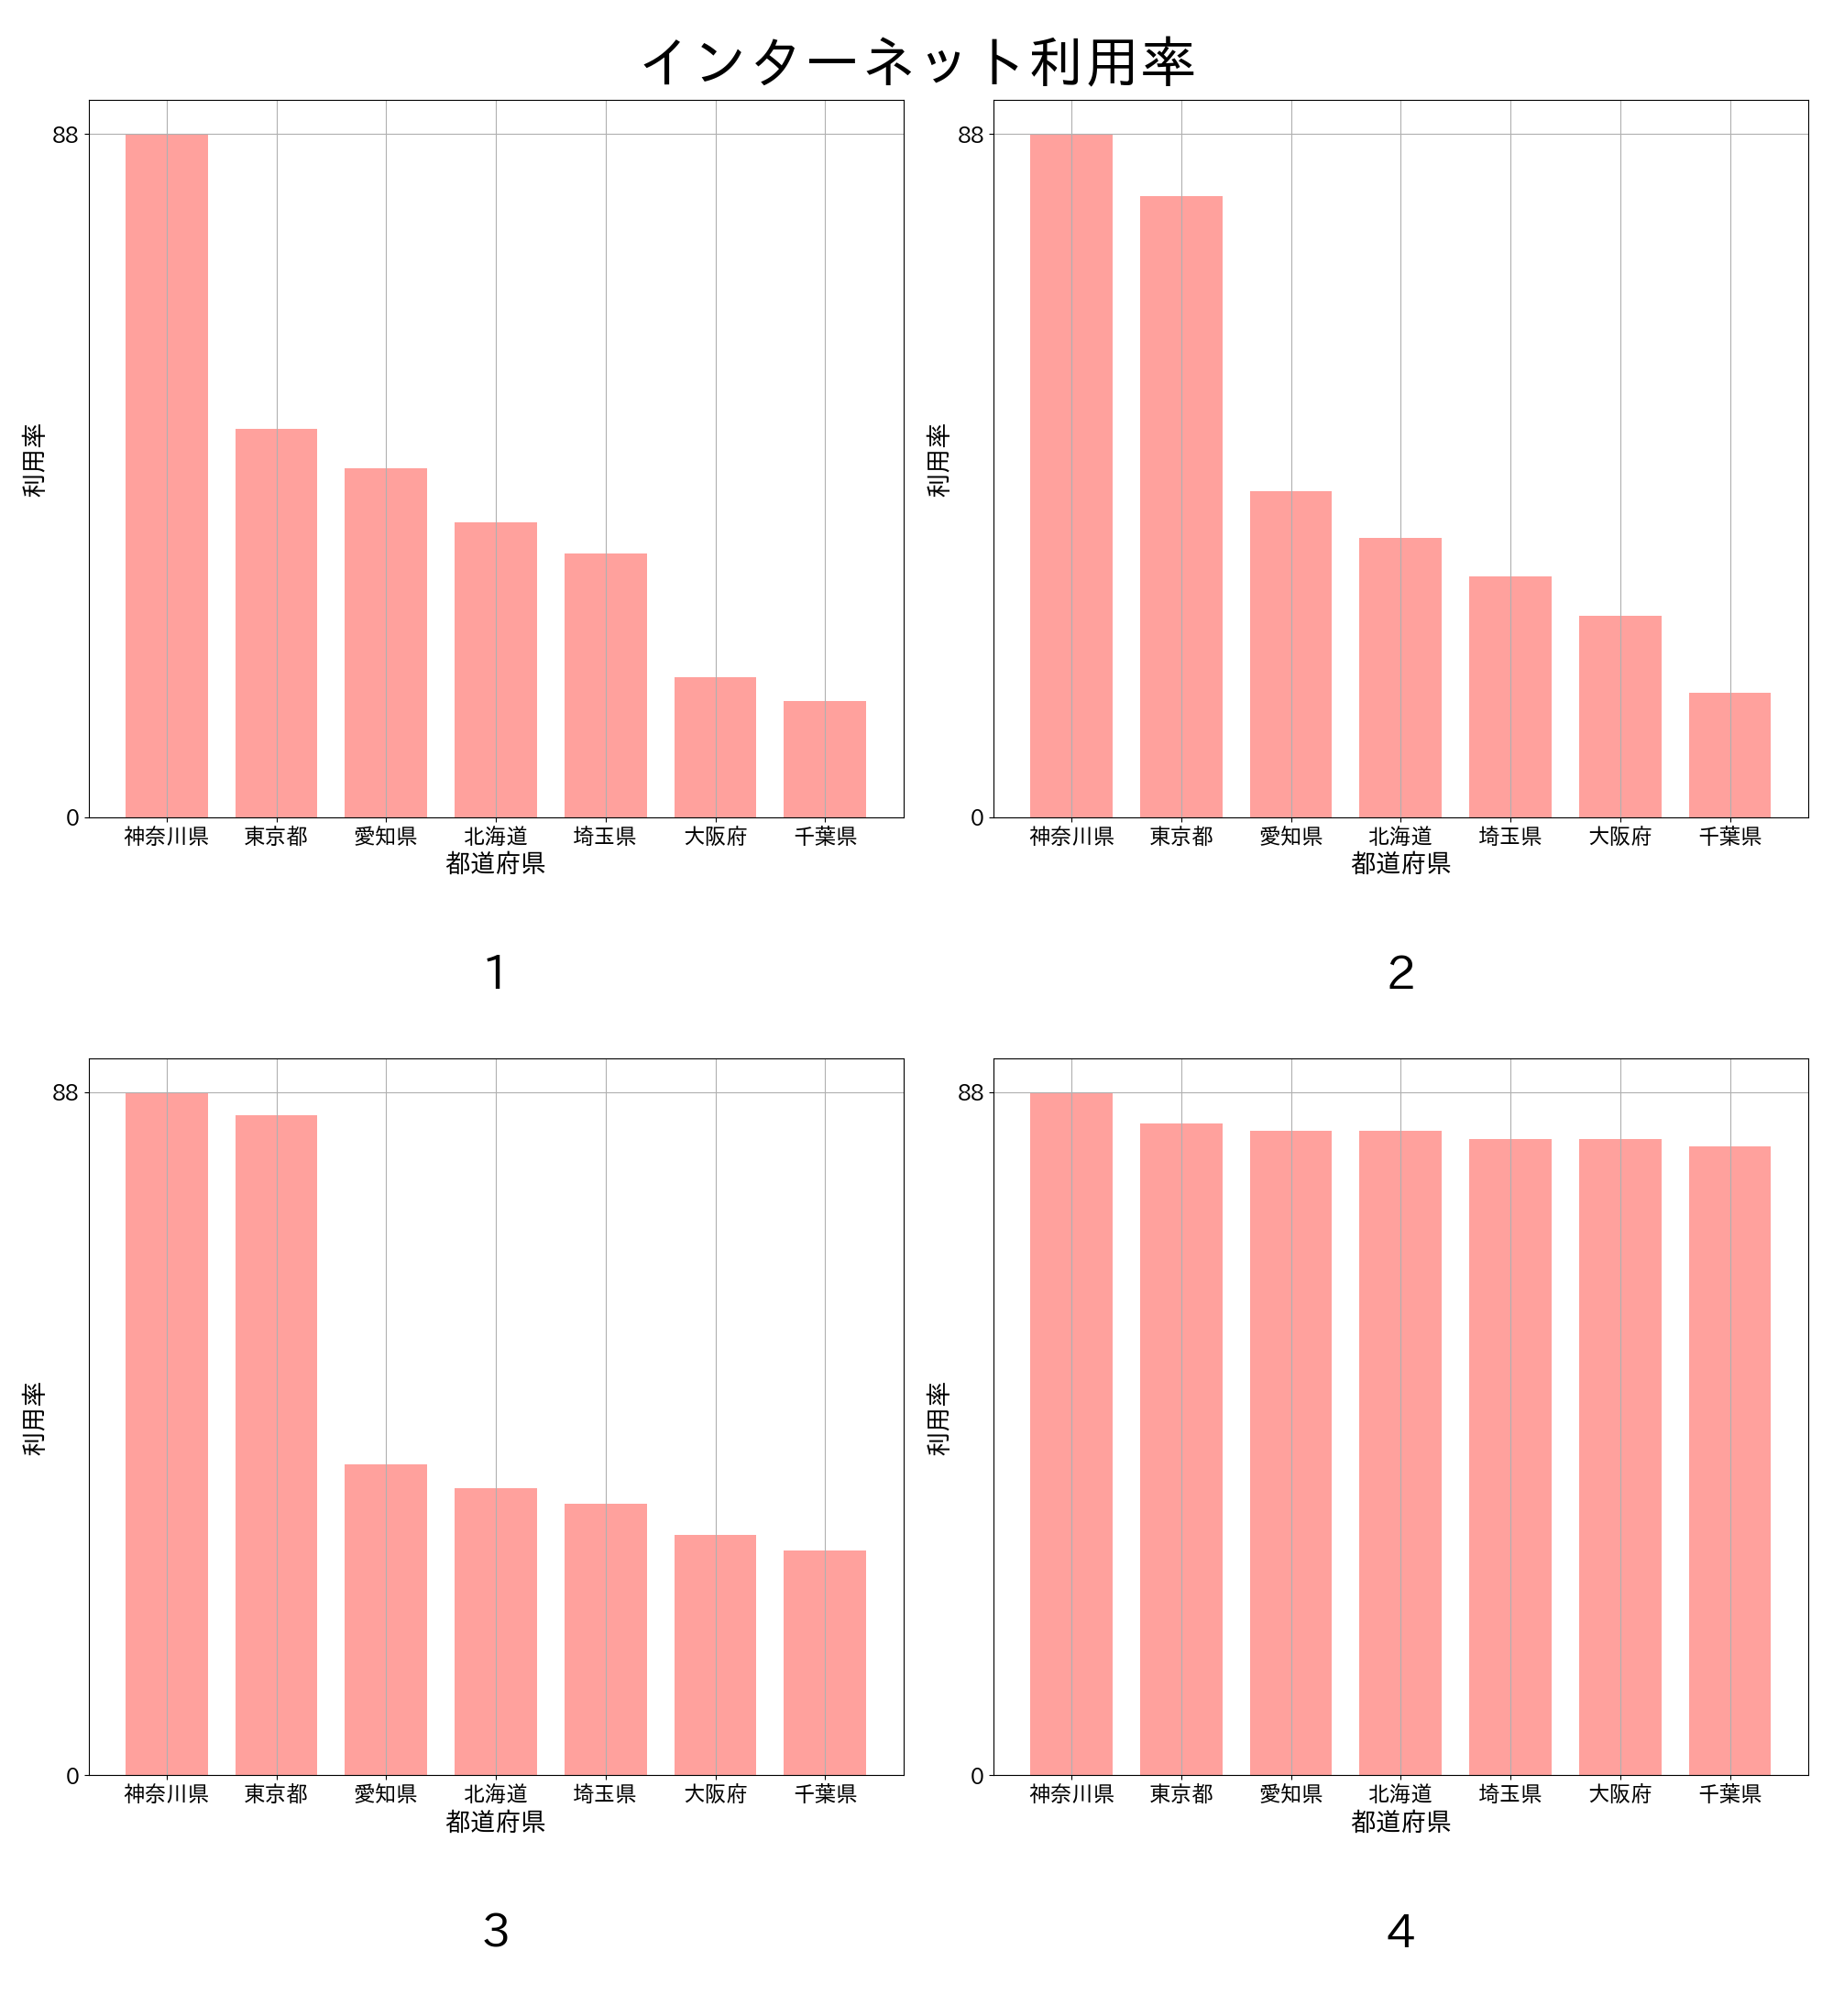 インターネット利用率
88
0
利用率
神奈川県 東京都 愛知県 北海道 埼玉県 大阪府 千葉県
都道府県
1
88
0
利用率
神奈川県 東京都 愛知県 北海道 埼玉県 大阪府 千葉県
都道府県
2
88
0
利用率
神奈川県 東京都 愛知県 北海道 埼玉県 大阪府 千葉県
都道府県
3
88
0
利用率
神奈川県 東京都 愛知県 北海道 埼玉県 大阪府 千葉県
都道府県
4